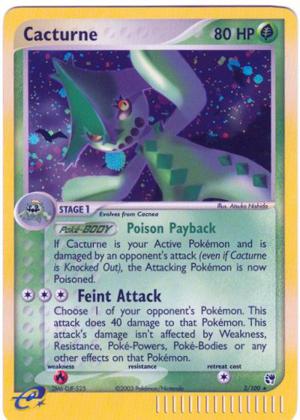 Cacturne 80 HP
Illus. Atsuko Nishida
STAGE 1
Evolves from Cacnea
Poké-BODY Poison Payback
If Cacturne is your Active Pokémon and is
damaged by an opponent's attack (even if Cacturne
is Knocked Out), the Attacking Pokémon is now
Poisoned.
Feint Attack
Choose 1 of your opponent's Pokémon. This
attack does 40 damage to that Pokémon. This
attack's damage isn't affected by Weakness,
Resistance, Poké-Powers, Poké-Bodies or any
other effects on that Pokémon.
weakness resistance retreat cost
©2003 Pokémon/Nintendo 2/100
e